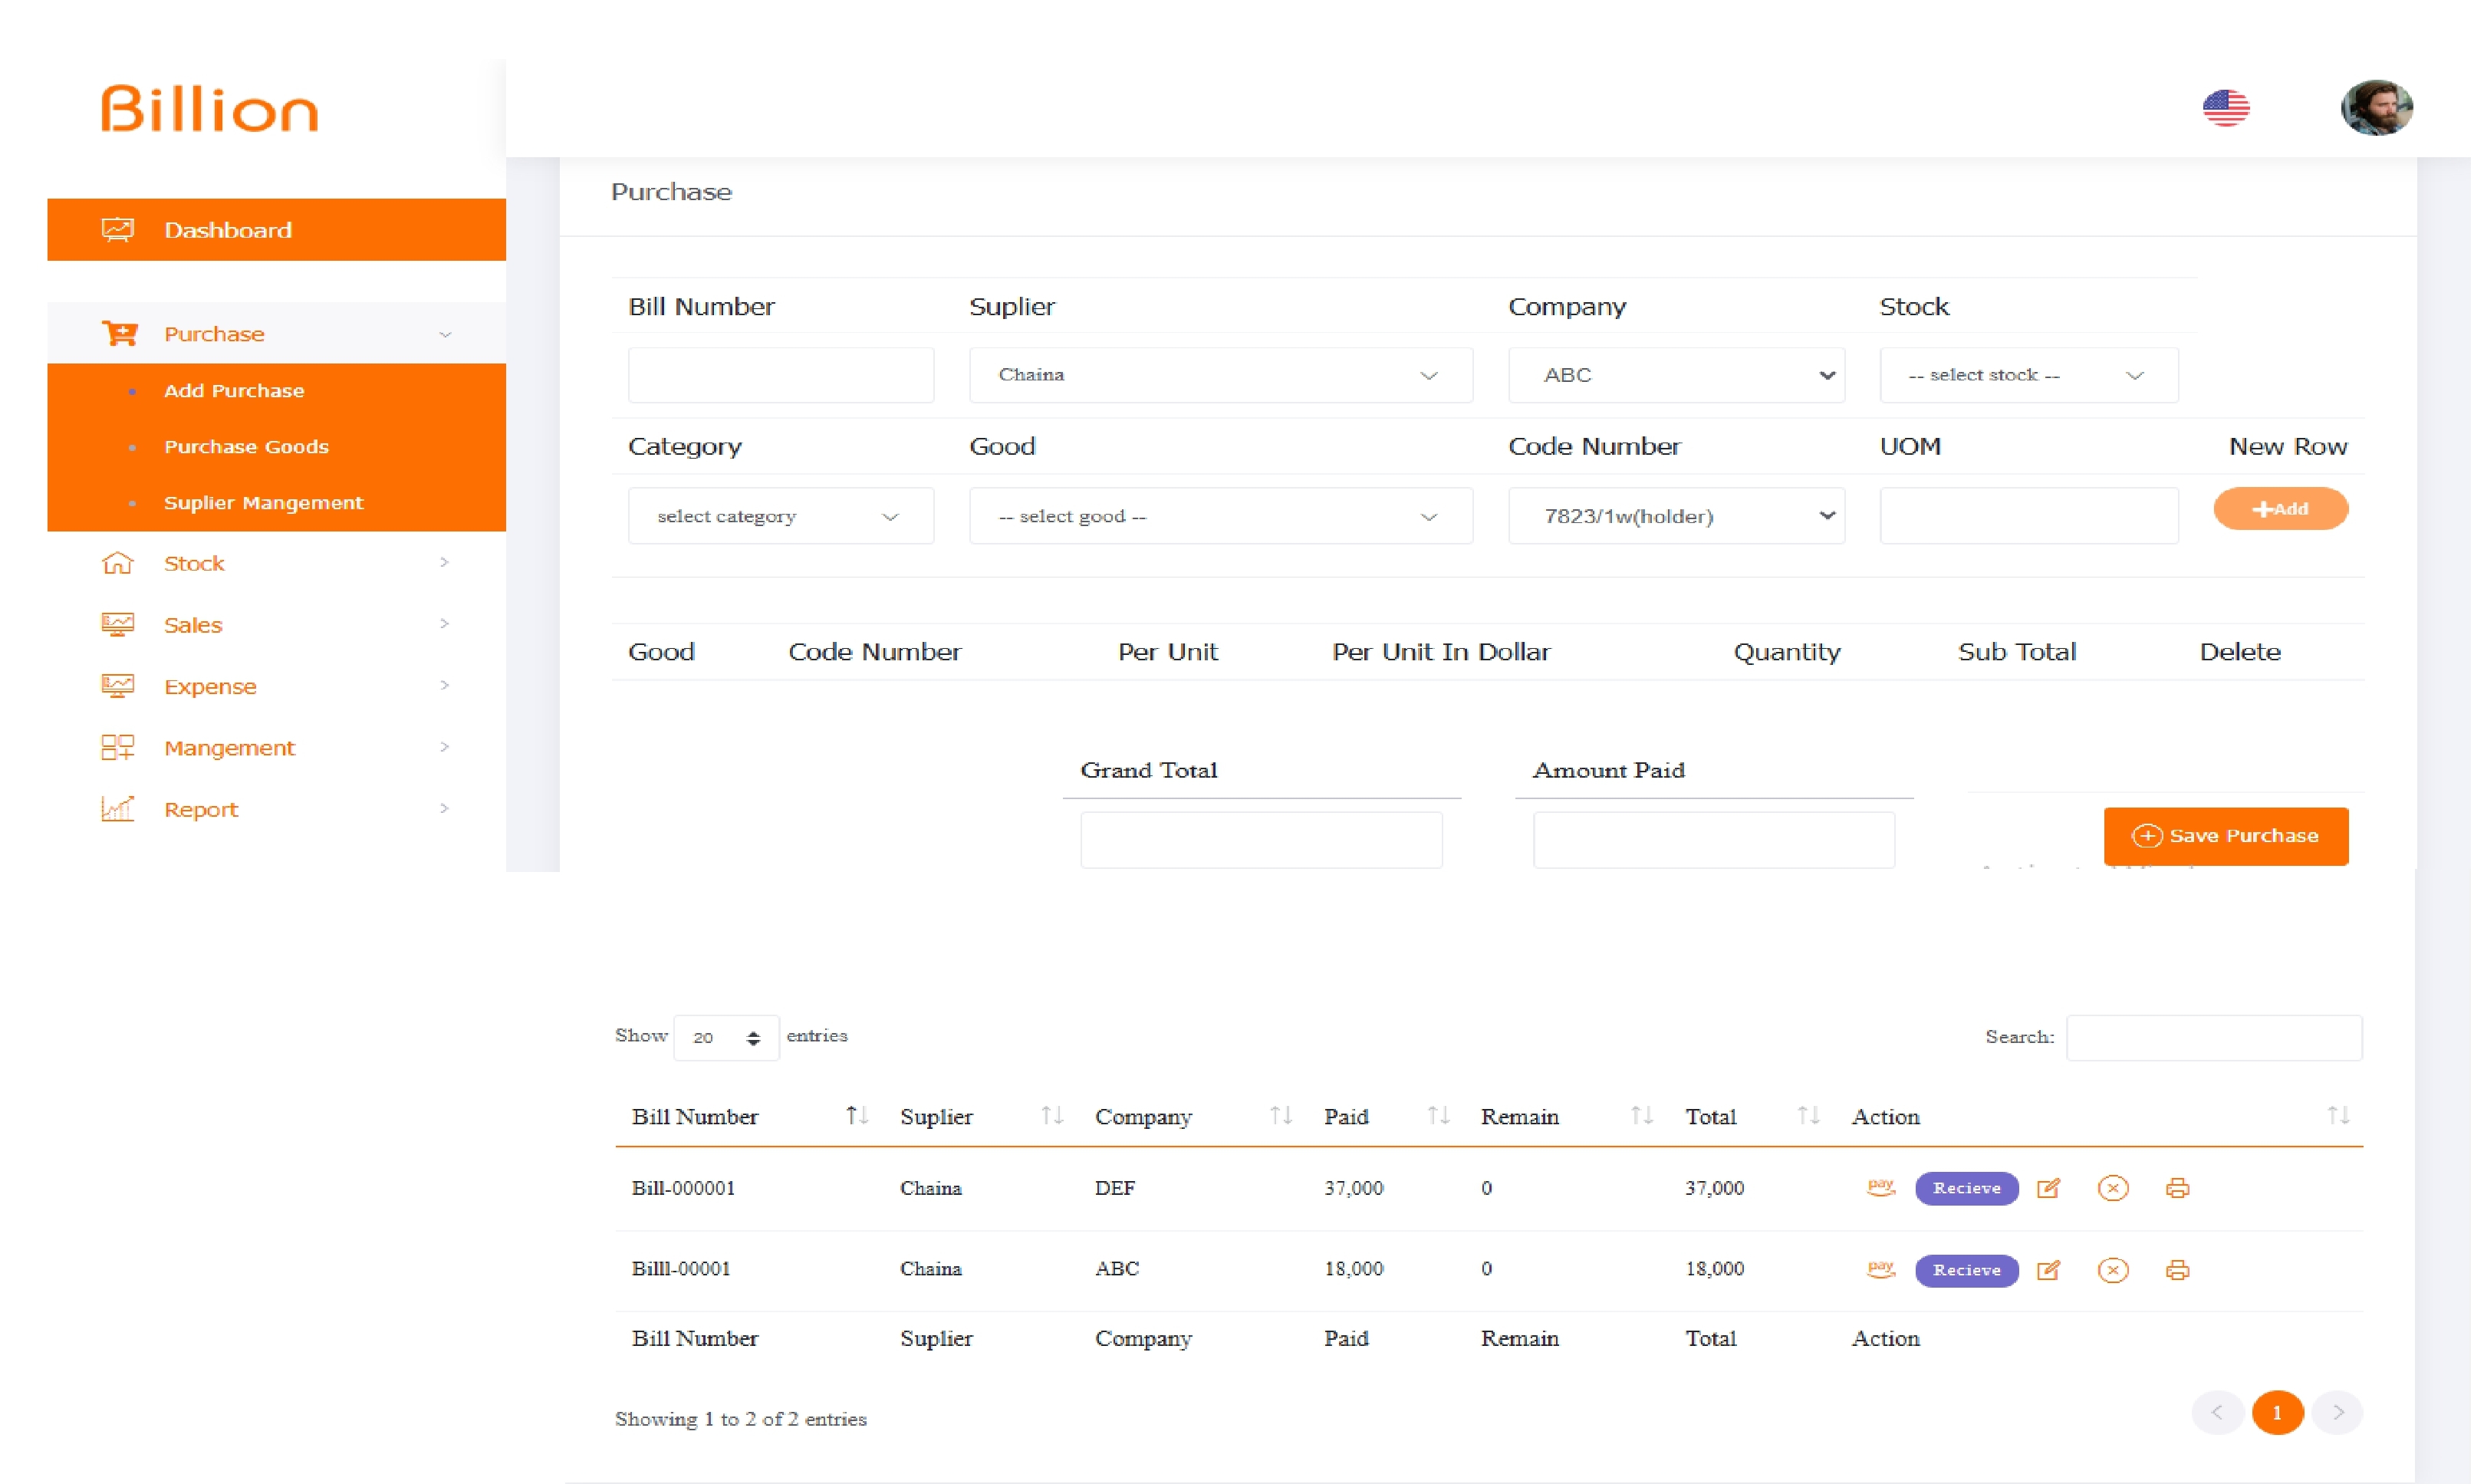 Billion
Dashboard
Purchase
Add Purchase
Purchase Goods
Suplier Mangement
Stock
Sales
Expense
Mangement
Report
Purchase
Bill Number Suplier Company Stock
Chaina ABC -- select stock --
Category Good Code Number UOM New Row
select category -- select good -- 7823/1w(holder) +Add
Good Code Number Per Unit Per Unit In Dollar Quantity Sub Total Delete
Grand Total Amount Paid
Save Purchase
Show 20 entries Search:
Bill Number Suplier Company Paid Remain Total Action
Bill-000001 Chaina DEF 37,000 0 37,000 pay Recieve
Billl-00001 Chaina ABC 18,000 0 18,000 pay Recieve
Bill Number Suplier Company Paid Remain Total Action
Showing 1 to 2 of 2 entries < 1 >